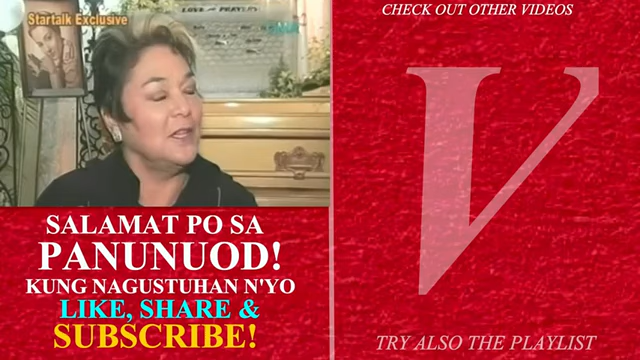 Startalk Exclusive
SALAMAT PO SA
PANUNUOD!
KUNG NAGUSTUHAN N'YO
LIKE, SHARE &
SUBSCRIBE!
CHECK OUT OTHER VIDEOS
V
TRY ALSO THE PLAYLIST